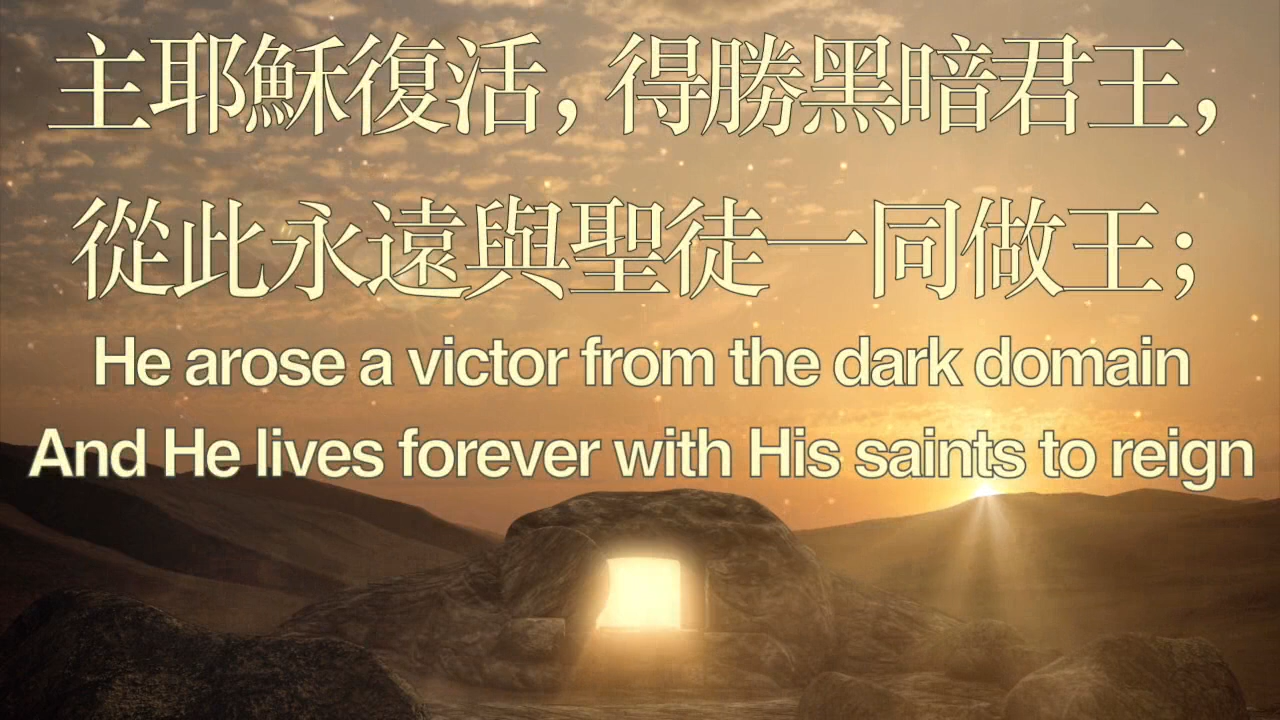 主耶穌復活，得勝黑暗君王，
從此永遠與聖徒一同做王；
He arose a victor from the dark domain
And He lives forever with His saints to reign